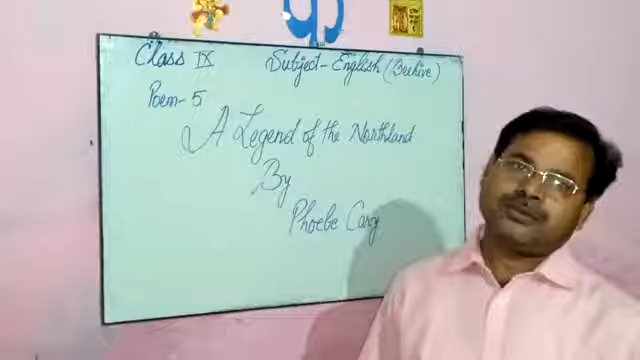 Class IX Subject- English (Beehive)
Poem- 5
A Legend of the Northland
By
Phoebe Cary